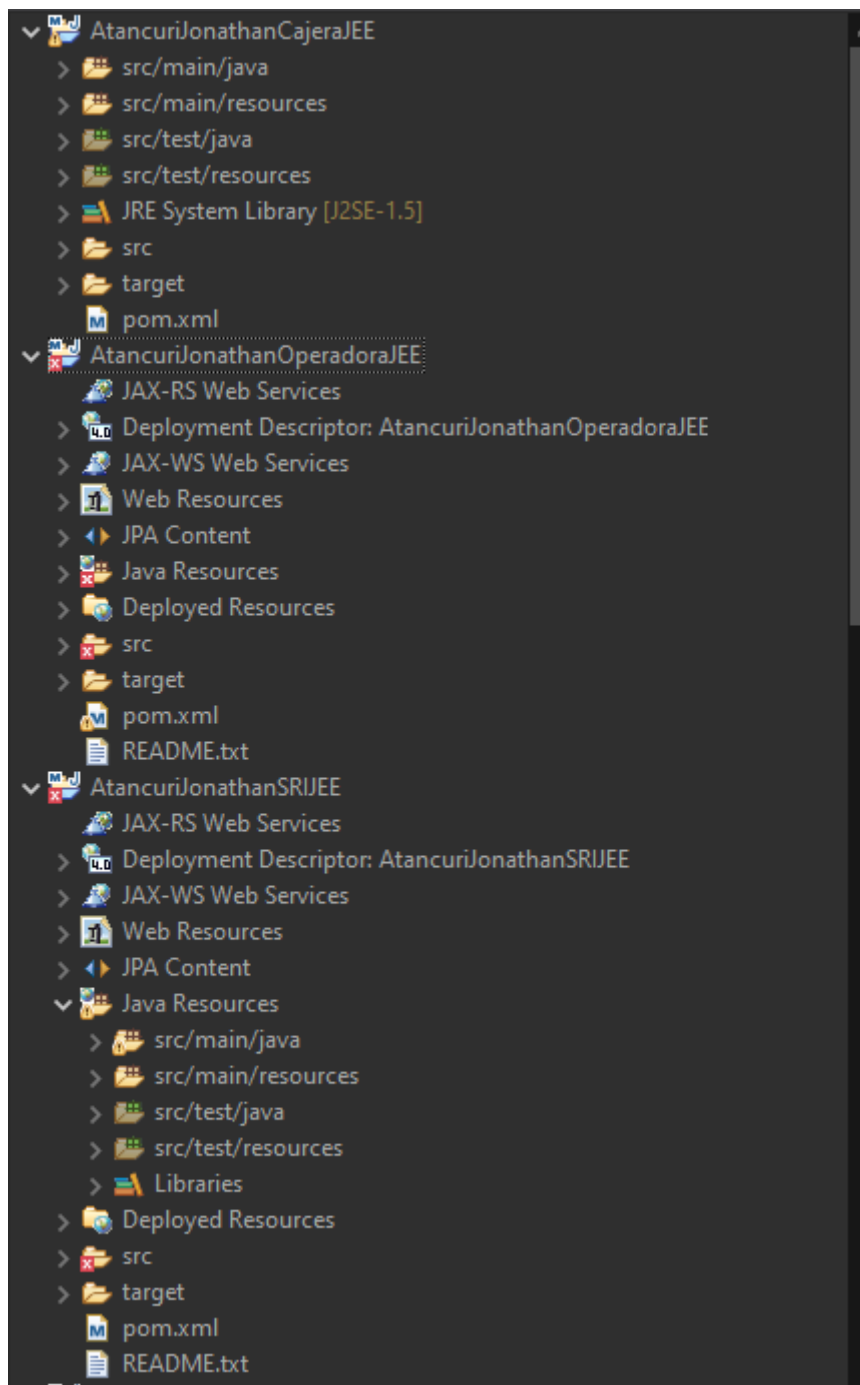 AtancuriJonathanCajeraJEE
src/main/java
src/main/resources
src/test/java
src/test/resources
JRE System Library [J2SE-1.5]
src
target
pom.xml
AtancuriJonathanOperadoraJEE
JAX-RS Web Services
Deployment Descriptor: AtancuriJonathanOperadoraJEE
JAX-WS Web Services
Web Resources
JPA Content
Java Resources
Deployed Resources
src
target
pom.xml
README.txt
AtancuriJonathanSRIJEE
JAX-RS Web Services
Deployment Descriptor: AtancuriJonathanSRIJEE
JAX-WS Web Services
Web Resources
JPA Content
Java Resources
src/main/java
src/main/resources
src/test/java
src/test/resources
Libraries
Deployed Resources
src
target
pom.xml
README.txt